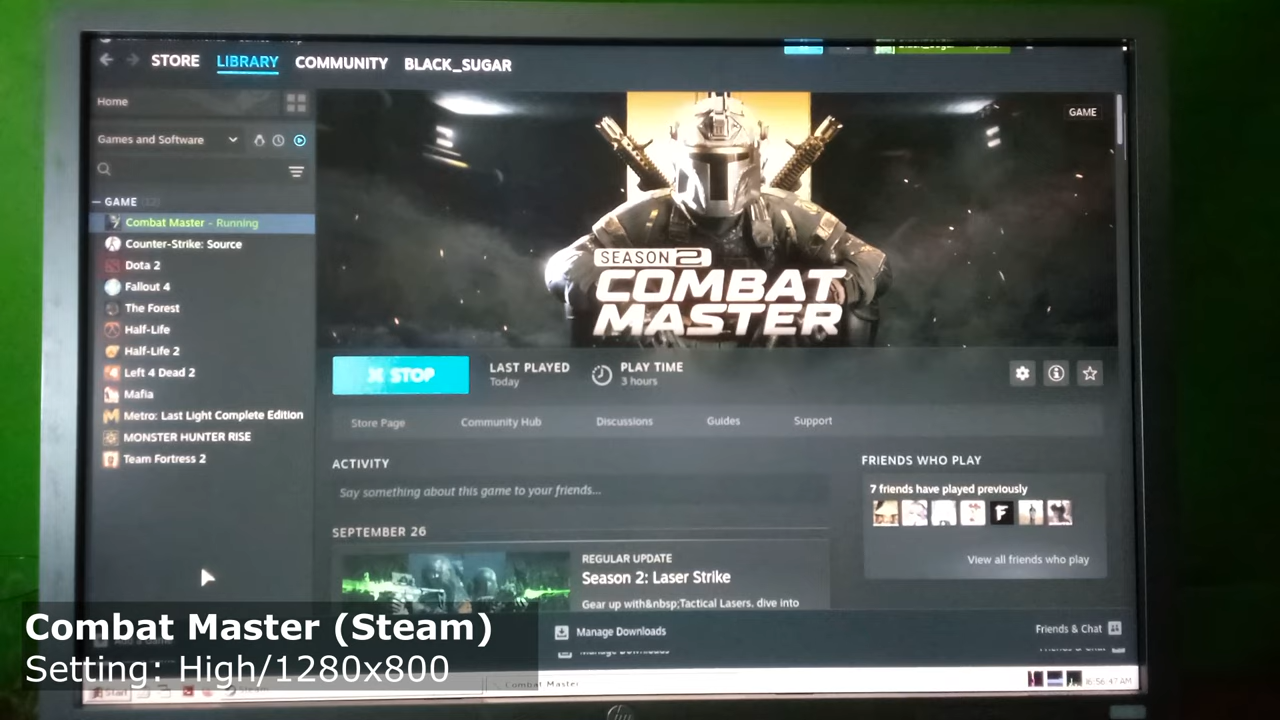 STORE LIBRARY COMMUNITY BLACK_SUGAR
Home
Games and Software
GAME
GAME
Combat Master - Running
Counter-Strike: Source
Dota 2
Fallout 4
The Forest
Half-Life
Half-Life 2
Left 4 Dead 2
Mafia
Metro: Last Light Complete Edition
MONSTER HUNTER RISE
Team Fortress 2
SEASON 2
COMBAT
MASTER
STOP
LAST PLAYED
Today
PLAY TIME
3 hours
Store Page Community Hub Discussions Guides Support
ACTIVITY
Say something about this game to your friends...
SEPTEMBER 26
REGULAR UPDATE
Season 2: Laser Strike
Gear up with&nbsp;Tactical Lasers. dive into
FRIENDS WHO PLAY
7 friends have played previously
F
View all friends who play
Manage Downloads
Friends & Chat
Combat Master (Steam)
Setting: High/1280x800
Start
Combat Master
hp